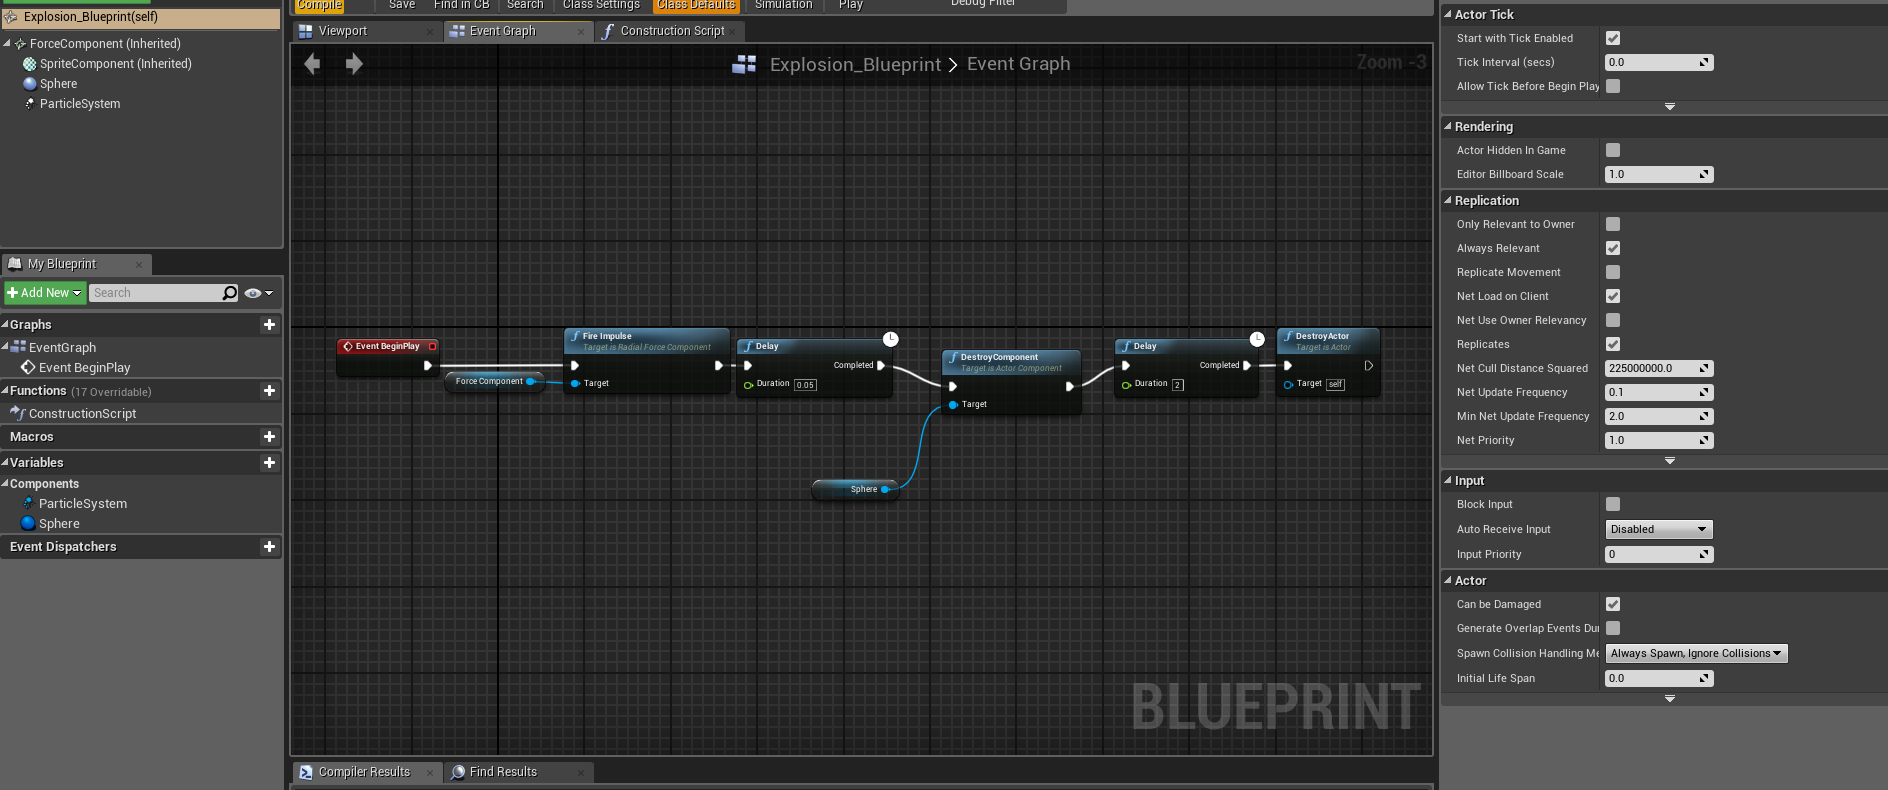 Explosion_Blueprint(self)
ForceComponent (Inherited)
SpriteComponent (Inherited)
Sphere
ParticleSystem
My Blueprint
Add New
Search
Graphs
EventGraph
Event BeginPlay
Functions (17 Overridable)
ConstructionScript
Macros
Variables
Components
ParticleSystem
Sphere
Event Dispatchers
Compile
Save
Find in CB
Search
Class Settings
Class Defaults
Simulation
Play
Debug Filter
Viewport
Event Graph
Construction Script
Explosion_Blueprint > Event Graph
Zoom -3
Event BeginPlay
Force Component
Fire Impulse
Target is Radial Force Component
Target
Delay
Completed
Duration 0.05
DestroyComponent
Target is Actor Component
Target
Sphere
Delay
Completed
Duration 2
DestroyActor
Target is Actor
Target self
BLUEPRINT
Compiler Results
Find Results
Actor Tick
Start with Tick Enabled
Tick Interval (secs) 0.0
Allow Tick Before Begin Play
Rendering
Actor Hidden In Game
Editor Billboard Scale 1.0
Replication
Only Relevant to Owner
Always Relevant
Replicate Movement
Net Load on Client
Net Use Owner Relevancy
Replicates
Net Cull Distance Squared 225000000.0
Net Update Frequency 0.1
Min Net Update Frequency 2.0
Net Priority 1.0
Input
Block Input
Auto Receive Input Disabled
Input Priority 0
Actor
Can be Damaged
Generate Overlap Events Dur
Spawn Collision Handling Me Always Spawn, Ignore Collisions
Initial Life Span 0.0